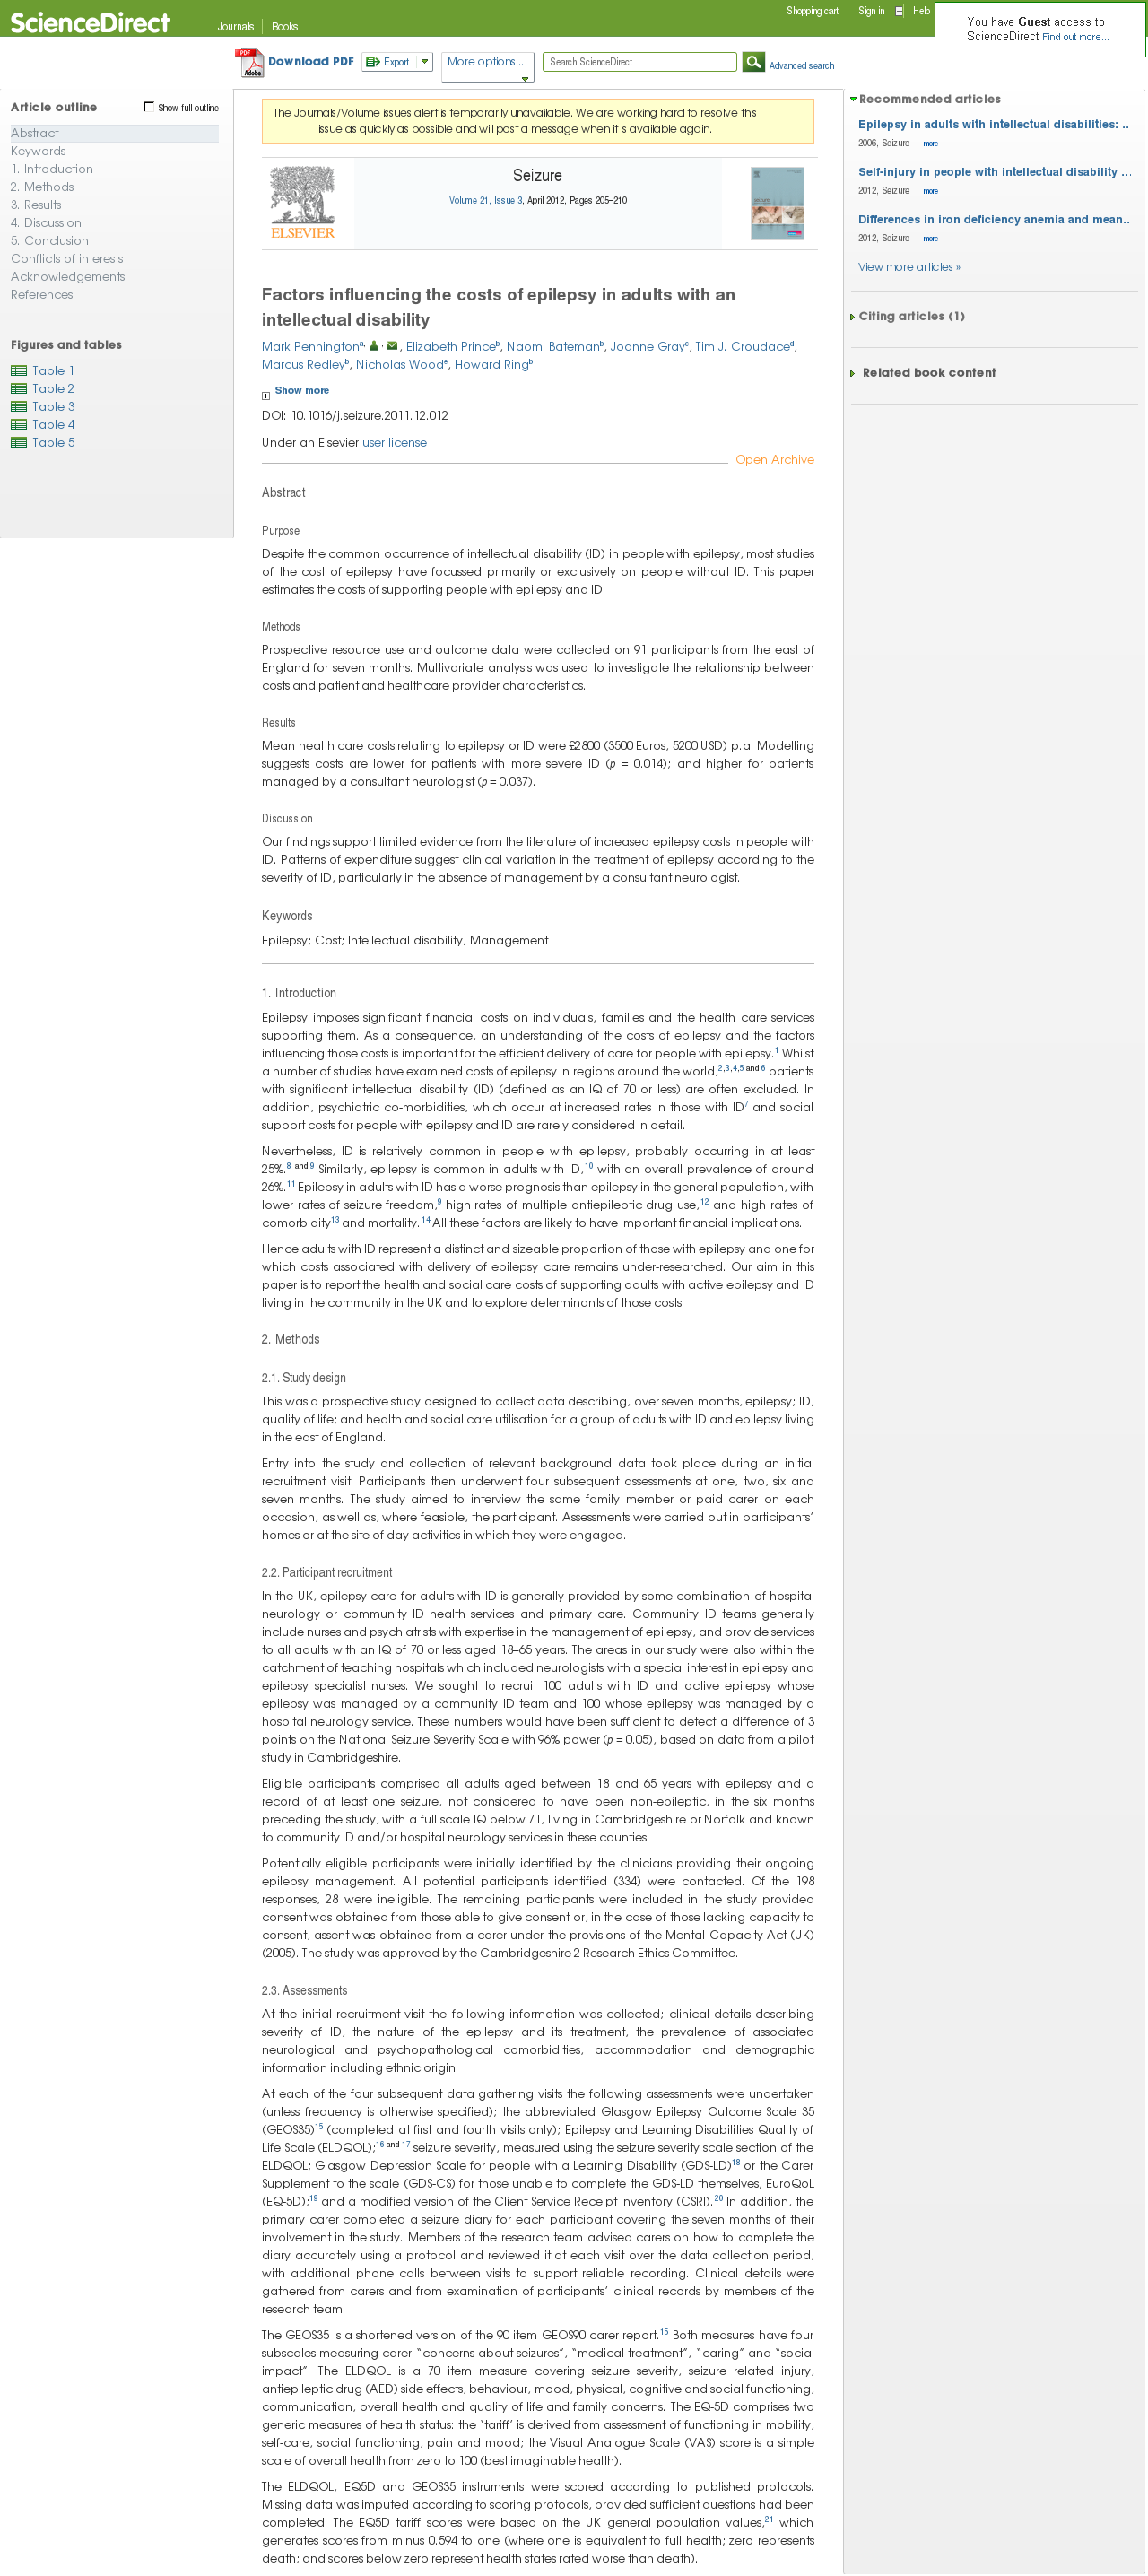 ScienceDirect
Journals
Books
Shopping cart
Sign in
Help
You have Guest access to
ScienceDirect Find out more...
Download PDF
Export
More options...
Search ScienceDirect
Advanced search
Article outline
Show full outline
Abstract
Keywords
1. Introduction
2. Methods
3. Results
4. Discussion
5. Conclusion
Conflicts of interests
Acknowledgements
References
Figures and tables
Table 1
Table 2
Table 3
Table 4
Table 5
The Journals/Volume issues alert is temporarily unavailable. We are working hard to resolve this
issue as quickly as possible and will post a message when it is available again.
ELSEVIER
Seizure
Volume 21, Issue 3, April 2012, Pages 205–210
Factors influencing the costs of epilepsy in adults with an
intellectual disability
Mark Penningtona, , , Elizabeth Princeb, Naomi Batemanb, Joanne Grayc, Tim J. Croudaced,
Marcus Redleyb, Nicholas Woode, Howard Ringb
Show more
DOI: 10.1016/j.seizure.2011.12.012
Under an Elsevier user license
Open Archive
Abstract
Purpose
Despite the common occurrence of intellectual disability (ID) in people with epilepsy, most studies
of the cost of epilepsy have focussed primarily or exclusively on people without ID. This paper
estimates the costs of supporting people with epilepsy and ID.
Methods
Prospective resource use and outcome data were collected on 91 participants from the east of
England for seven months. Multivariate analysis was used to investigate the relationship between
costs and patient and healthcare provider characteristics.
Results
Mean health care costs relating to epilepsy or ID were £2800 (3500 Euros, 5200 USD) p.a. Modelling
suggests costs are lower for patients with more severe ID (p = 0.014); and higher for patients
managed by a consultant neurologist (p = 0.037).
Discussion
Our findings support limited evidence from the literature of increased epilepsy costs in people with
ID. Patterns of expenditure suggest clinical variation in the treatment of epilepsy according to the
severity of ID, particularly in the absence of management by a consultant neurologist.
Keywords
Epilepsy; Cost; Intellectual disability; Management
1. Introduction
Epilepsy imposes significant financial costs on individuals, families and the health care services
supporting them. As a consequence, an understanding of the costs of epilepsy and the factors
influencing those costs is important for the efficient delivery of care for people with epilepsy.1 Whilst
a number of studies have examined costs of epilepsy in regions around the world,2,3,4,5 and 6 patients
with significant intellectual disability (ID) (defined as an IQ of 70 or less) are often excluded. In
addition, psychiatric co-morbidities, which occur at increased rates in those with ID7 and social
support costs for people with epilepsy and ID are rarely considered in detail.
Nevertheless, ID is relatively common in people with epilepsy, probably occurring in at least
25%.8 and 9 Similarly, epilepsy is common in adults with ID,10 with an overall prevalence of around
26%.11 Epilepsy in adults with ID has a worse prognosis than epilepsy in the general population, with
lower rates of seizure freedom,9 high rates of multiple antiepileptic drug use,12 and high rates of
comorbidity13 and mortality.14 All these factors are likely to have important financial implications.
Hence adults with ID represent a distinct and sizeable proportion of those with epilepsy and one for
which costs associated with delivery of epilepsy care remains under-researched. Our aim in this
paper is to report the health and social care costs of supporting adults with active epilepsy and ID
living in the community in the UK and to explore determinants of those costs.
2. Methods
2.1. Study design
This was a prospective study designed to collect data describing, over seven months, epilepsy; ID;
quality of life; and health and social care utilisation for a group of adults with ID and epilepsy living
in the east of England.
Entry into the study and collection of relevant background data took place during an initial
recruitment visit. Participants then underwent four subsequent assessments at one, two, six and
seven months. The study aimed to interview the same family member or paid carer on each
occasion, as well as, where feasible, the participant. Assessments were carried out in participants’
homes or at the site of day activities in which they were engaged.
2.2. Participant recruitment
In the UK, epilepsy care for adults with ID is generally provided by some combination of hospital
neurology or community ID health services and primary care. Community ID teams generally
include nurses and psychiatrists with expertise in the management of epilepsy, and provide services
to all adults with an IQ of 70 or less aged 18–65 years. The areas in our study were also within the
catchment of teaching hospitals which included neurologists with a special interest in epilepsy and
epilepsy specialist nurses. We sought to recruit 100 adults with ID and active epilepsy whose
epilepsy was managed by a community ID team and 100 whose epilepsy was managed by a
hospital neurology service. These numbers would have been sufficient to detect a difference of 3
points on the National Seizure Severity Scale with 96% power (p = 0.05), based on data from a pilot
study in Cambridgeshire.
Eligible participants comprised all adults aged between 18 and 65 years with epilepsy and a
record of at least one seizure, not considered to have been non-epileptic, in the six months
preceding the study, with a full scale IQ below 71, living in Cambridgeshire or Norfolk and known
to community ID and/or hospital neurology services in these counties.
Potentially eligible participants were initially identified by the clinicians providing their ongoing
epilepsy management. All potential participants identified (334) were contacted. Of the 198
responses, 28 were ineligible. The remaining participants were included in the study provided
consent was obtained from those able to give consent or, in the case of those lacking capacity to
consent, assent was obtained from a carer under the provisions of the Mental Capacity Act (UK)
(2005). The study was approved by the Cambridgeshire 2 Research Ethics Committee.
2.3. Assessments
At the initial recruitment visit the following information was collected; clinical details describing
severity of ID, the nature of the epilepsy and its treatment, the prevalence of associated
neurological and psychopathological comorbidities, accommodation and demographic
information including ethnic origin.
At each of the four subsequent data gathering visits the following assessments were undertaken
(unless frequency is otherwise specified); the abbreviated Glasgow Epilepsy Outcome Scale 35
(GEOS35)15 (completed at first and fourth visits only); Epilepsy and Learning Disabilities Quality of
Life Scale (ELDQOL);16 and 17 seizure severity, measured using the seizure severity scale section of the
ELDQOL; Glasgow Depression Scale for people with a Learning Disability (GDS-LD)18 or the Carer
Supplement to the scale (GDS-CS) for those unable to complete the GDS-LD themselves; EuroQoL
(EQ-5D);19 and a modified version of the Client Service Receipt Inventory (CSRI).20 In addition, the
primary carer completed a seizure diary for each participant covering the seven months of their
involvement in the study. Members of the research team advised carers on how to complete the
diary accurately using a protocol and reviewed it at each visit over the data collection period,
with additional phone calls between visits to support reliable recording. Clinical details were
gathered from carers and from examination of participants’ clinical records by members of the
research team.
The GEOS35 is a shortened version of the 90 item GEOS90 carer report.15 Both measures have four
subscales measuring carer “concerns about seizures”, “medical treatment”, “caring” and “social
impact”. The ELDQOL is a 70 item measure covering seizure severity, seizure related injury,
antiepileptic drug (AED) side effects, behaviour, mood, physical, cognitive and social functioning,
communication, overall health and quality of life and family concerns. The EQ-5D comprises two
generic measures of health status: the ‘tariff’ is derived from assessment of functioning in mobility,
self-care, social functioning, pain and mood; the Visual Analogue Scale (VAS) score is a simple
scale of overall health from zero to 100 (best imaginable health).
The ELDQOL, EQ5D and GEOS35 instruments were scored according to published protocols.
Missing data was imputed according to scoring protocols, provided sufficient questions had been
completed. The EQ5D tariff scores were based on the UK general population values,21 which
generates scores from minus 0.594 to one (where one is equivalent to full health; zero represents
death; and scores below zero represent health states rated worse than death).
Recommended articles
Epilepsy in adults with intellectual disabilities: ..
2006, Seizure more
Self-injury in people with intellectual disability ...
2012, Seizure more
Differences in iron deficiency anemia and mean..
2012, Seizure more
View more articles »
Citing articles (1)
Related book content